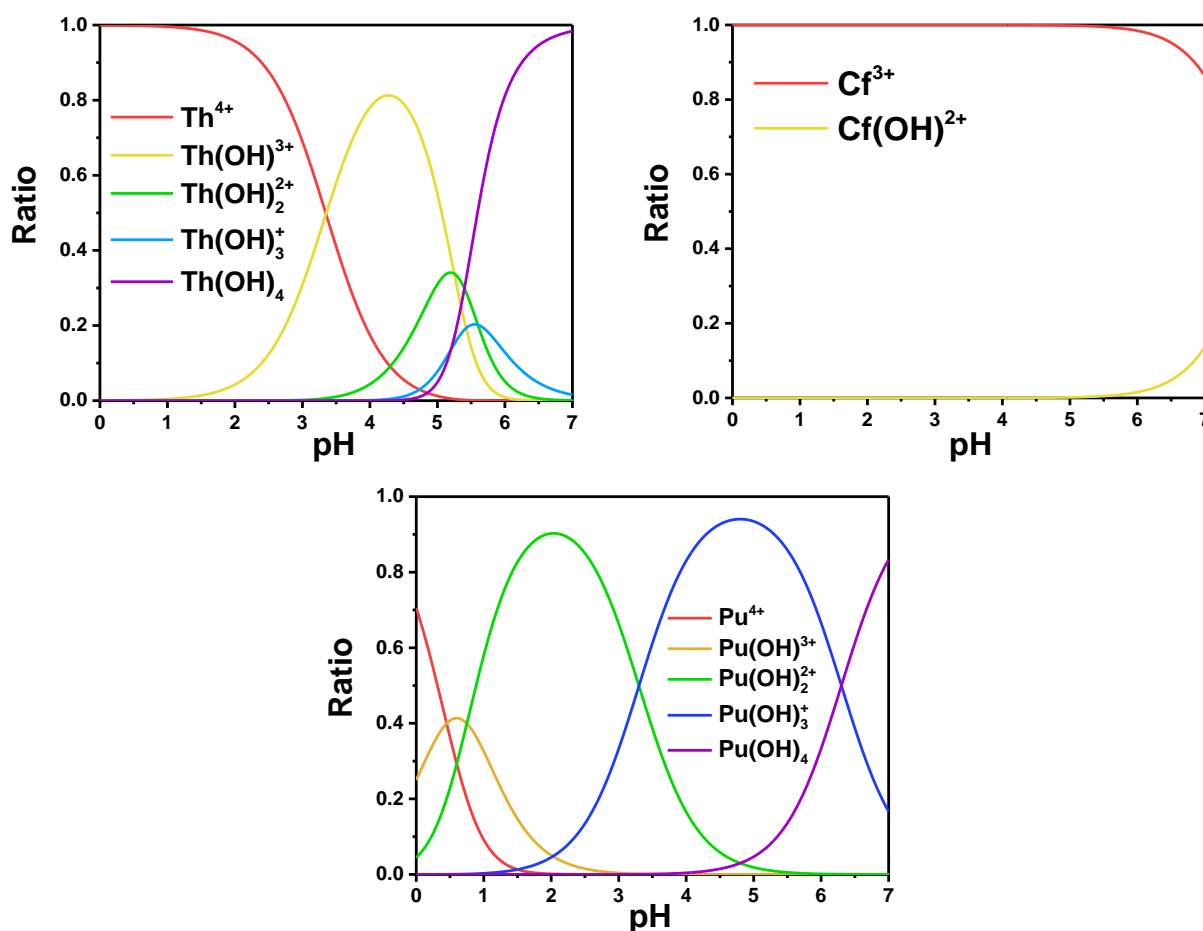 1.0
0.8
0.6
0.4
0.2
0.0
0 1 2 3 4 5 6 7
Ratio
pH
Th⁴⁺
Th(OH)³⁺
Th(OH)₂²⁺
Th(OH)₃⁺
Th(OH)₄
1.0
0.8
0.6
0.4
0.2
0.0
0 1 2 3 4 5 6 7
Ratio
pH
Cf³⁺
Cf(OH)²⁺
1.0
0.8
0.6
0.4
0.2
0.0
0 1 2 3 4 5 6 7
Ratio
pH
Pu⁴⁺
Pu(OH)³⁺
Pu(OH)₂²⁺
Pu(OH)₃⁺
Pu(OH)₄